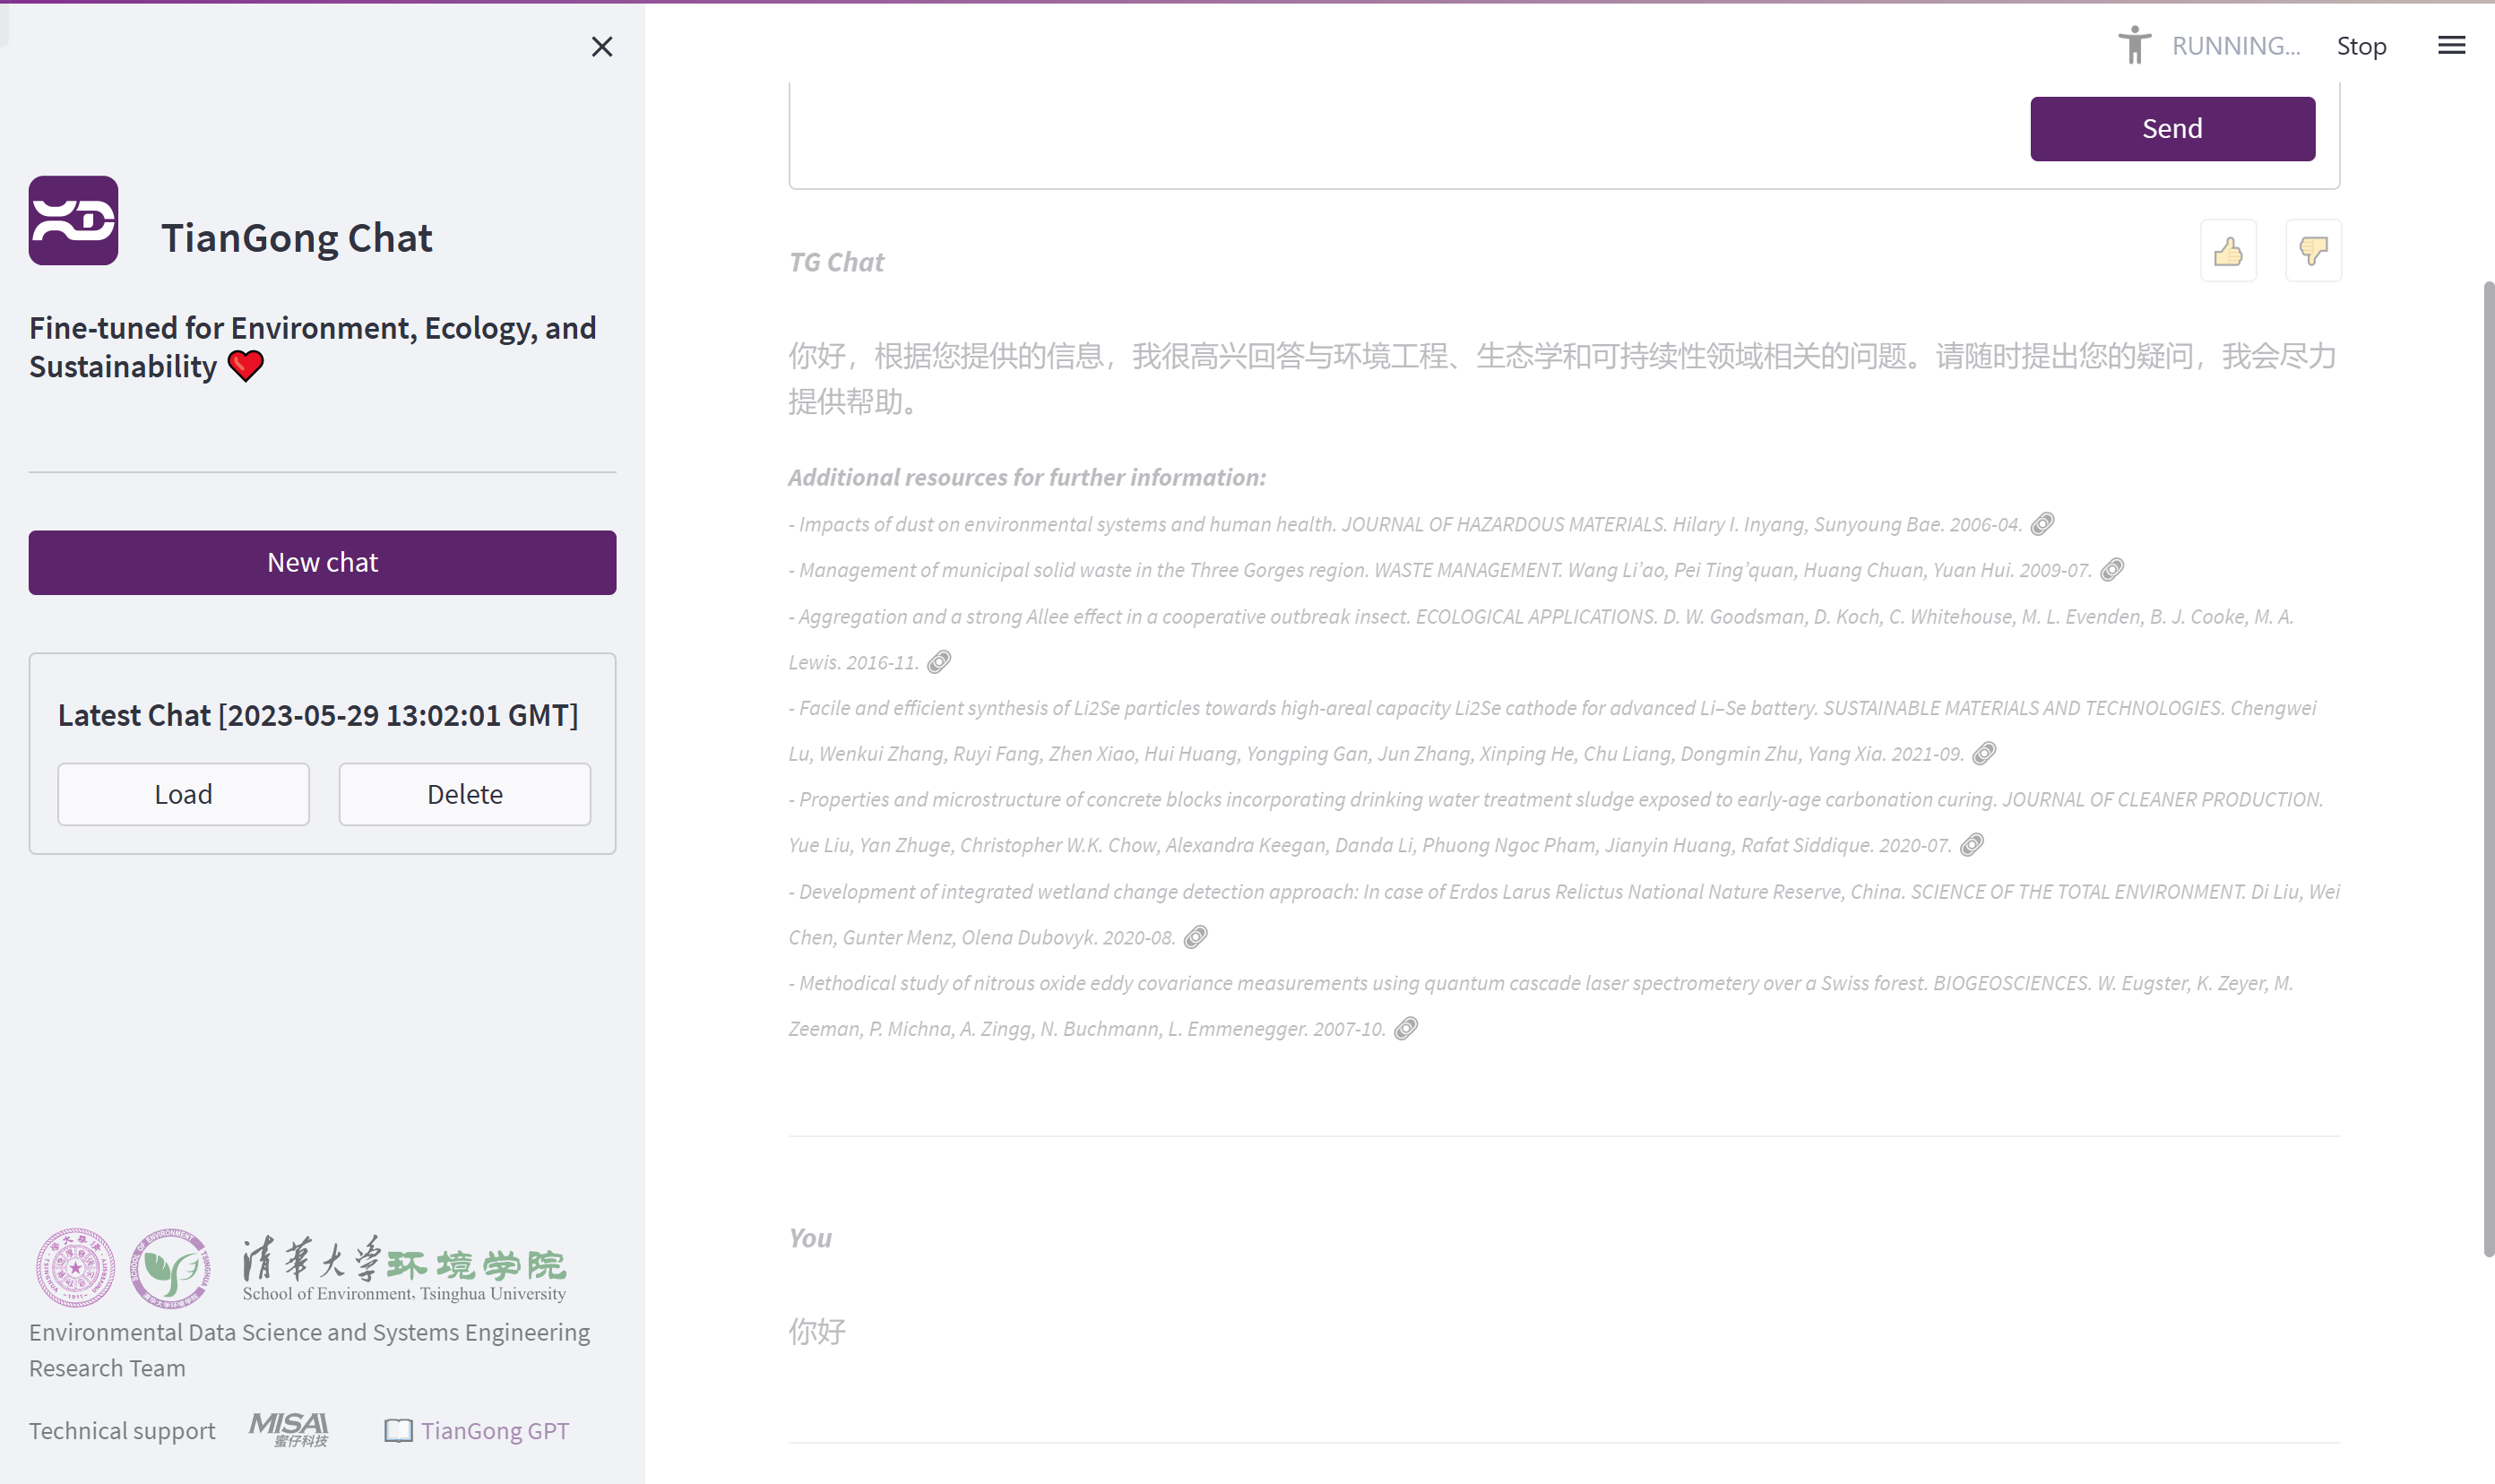 RUNNING...
Stop
Send
TianGong Chat
Fine-tuned for Environment, Ecology, and
Sustainability ❤️
New chat
Latest Chat [2023-05-29 13:02:01 GMT]
Load
Delete
清華大学环境学院
School of Environment, Tsinghua University
Environmental Data Science and Systems Engineering
Research Team
Technical support
MISAI
蜜仔科技
📖 TianGong GPT
TG Chat
你好，根据您提供的信息，我很高兴回答与环境工程、生态学和可持续性领域相关的问题。请随时提出您的疑问，我会尽力
提供帮助。
Additional resources for further information:
- Impacts of dust on environmental systems and human health. JOURNAL OF HAZARDOUS MATERIALS. Hilary I. Inyang, Sunyoung Bae. 2006-04.
- Management of municipal solid waste in the Three Gorges region. WASTE MANAGEMENT. Wang Li’ao, Pei Ting’quan, Huang Chuan, Yuan Hui. 2009-07.
- Aggregation and a strong Allee effect in a cooperative outbreak insect. ECOLOGICAL APPLICATIONS. D. W. Goodsman, D. Koch, C. Whitehouse, M. L. Evenden, B. J. Cooke, M. A.
Lewis. 2016-11.
- Facile and efficient synthesis of Li2Se particles towards high-areal capacity Li2Se cathode for advanced Li–Se battery. SUSTAINABLE MATERIALS AND TECHNOLOGIES. Chengwei
Lu, Wenkui Zhang, Ruyi Fang, Zhen Xiao, Hui Huang, Yongping Gan, Jun Zhang, Xinping He, Chu Liang, Dongmin Zhu, Yang Xia. 2021-09.
- Properties and microstructure of concrete blocks incorporating drinking water treatment sludge exposed to early-age carbonation curing. JOURNAL OF CLEANER PRODUCTION.
Yue Liu, Yan Zhuge, Christopher W.K. Chow, Alexandra Keegan, Danda Li, Phuong Ngoc Pham, Jianyin Huang, Rafat Siddique. 2020-07.
- Development of integrated wetland change detection approach: In case of Erdos Larus Relictus National Nature Reserve, China. SCIENCE OF THE TOTAL ENVIRONMENT. Di Liu, Wei
Chen, Gunter Menz, Olena Dubovyk. 2020-08.
- Methodical study of nitrous oxide eddy covariance measurements using quantum cascade laser spectrometery over a Swiss forest. BIOGEOSCIENCES. W. Eugster, K. Zeyer, M.
Zeeman, P. Michna, A. Zingg, N. Buchmann, L. Emmenegger. 2007-10.
You
你好